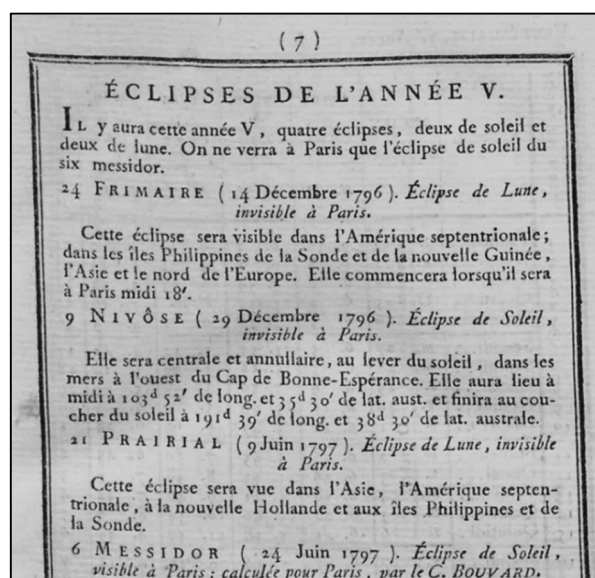 ( 7 )
ÉCLIPSES DE L'ANNÉE V.
IL y aura cette année V, quatre éclipses, deux de soleil et
deux de lune. On ne verra à Paris que l'éclipse de soleil du
six messidor.
24 FRIMAIRE (14 Décembre 1796). Éclipse de Lune,
invisible à Paris.
Cette éclipse sera visible dans l'Amérique septentrionale;
dans les îles Philippines de la Sonde et de la nouvelle Guinée,
l'Asie et le nord de l'Europe. Elle commencera lorsqu'il sera
à Paris midi 18'.
9 NIVÔSE (29 Décembre 1796). Éclipse de Soleil,
invisible à Paris.
Elle sera centrale et annullaire, au lever du soleil, dans les
mers à l'ouest du Cap de Bonne-Espérance. Elle aura lieu à
midi à 103d 52' de long. et 35d 30' de lat. aust. et finira au cou-
cher du soleil à 191d 39' de long. et 38d 30' de lat. australe.
21 PRAIRIAL (9 Juin 1797). Éclipse de Lune, invisible
à Paris.
Cette éclipse sera vue dans l'Asie, l'Amérique septen-
trionale, à la nouvelle Hollande et aux îles Philippines et de
la Sonde.
6 MESSIDOR (24 Juin 1797). Éclipse de Soleil,
visible à Paris; calculée pour Paris, par le C. BOUVARD.